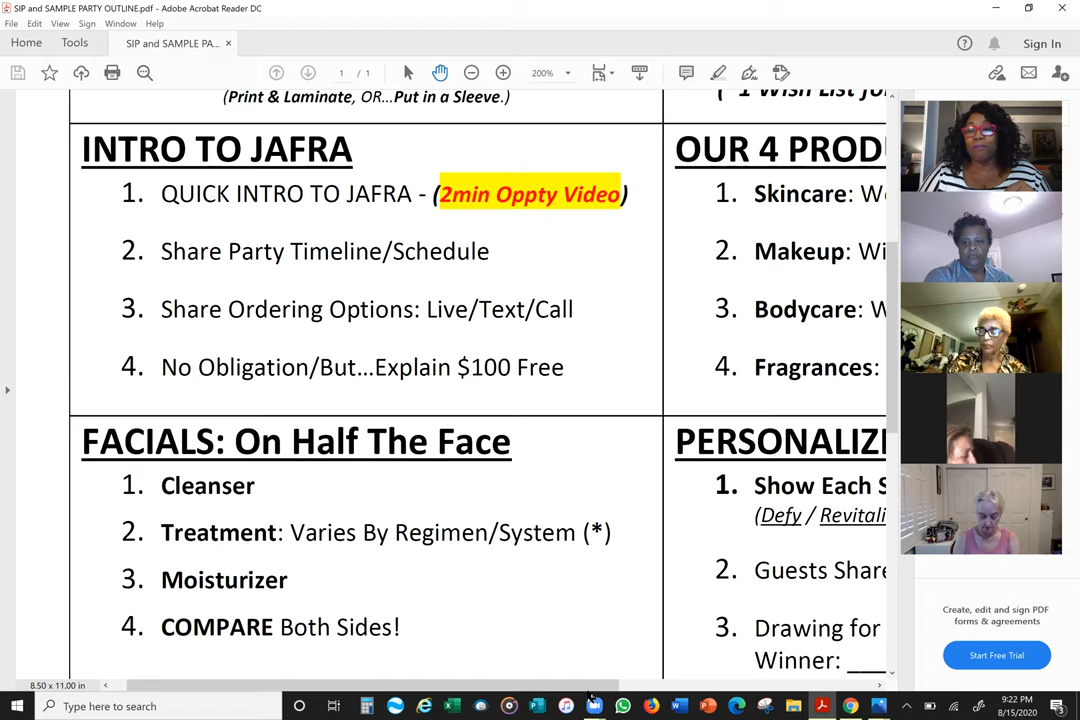 SIP and SAMPLE PARTY OUTLINE.pdf - Adobe Acrobat Reader DC
File Edit View Sign Window Help
Home Tools SIP and SAMPLE PA... × Sign In
1 / 1 200%
(Print & Laminate, OR...Put in a Sleeve.)
INTRO TO JAFRA
1. QUICK INTRO TO JAFRA - (2min Oppty Video)
2. Share Party Timeline/Schedule
3. Share Ordering Options: Live/Text/Call
4. No Obligation/But...Explain $100 Free
OUR 4 PROD
1. Skincare: We
2. Makeup: Wi
3. Bodycare: W
4. Fragrances:
FACIALS: On Half The Face
1. Cleanser
2. Treatment: Varies By Regimen/System (*)
3. Moisturizer
4. COMPARE Both Sides!
PERSONALIZI
1. Show Each S
(Defy / Revitali
2. Guests Share
3. Drawing for
Winner: ___
Create, edit and sign PDF
forms & agreements
Start Free Trial
8.50 x 11.00 in
Type here to search
9:22 PM
8/15/2020